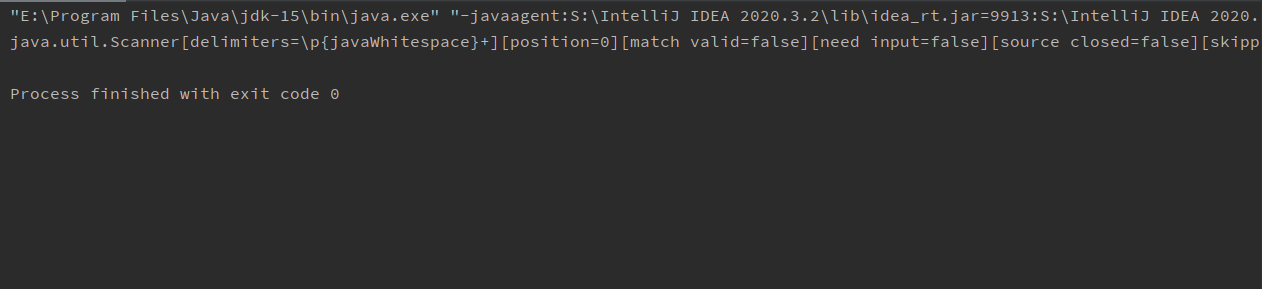 "E:\Program Files\Java\jdk-15\bin\java.exe" "-javaagent:S:\IntelliJ IDEA 2020.3.2\lib\idea_rt.jar=9913:S:\IntelliJ IDEA 2020.
java.util.Scanner[delimiters=\p{javaWhitespace}+][position=0][match valid=false][need input=false][source closed=false][skipp
Process finished with exit code 0